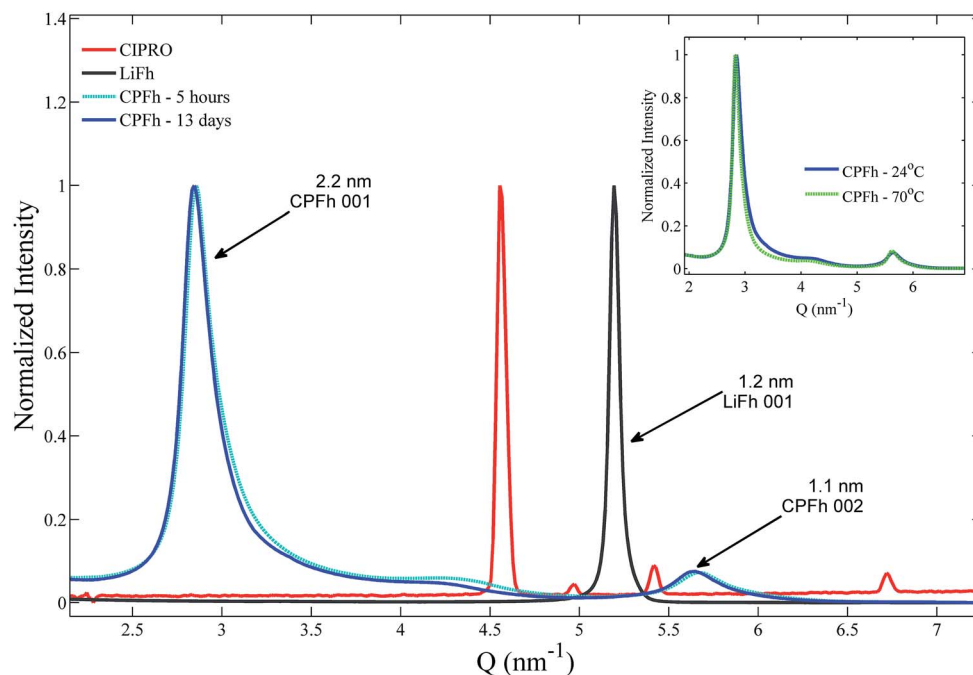 1.4
1.2
1
0.8
0.6
0.4
0.2
0
Normalized Intensity
CIPRO
LiFh
CPFh - 5 hours
CPFh - 13 days
2.2 nm
CPFh 001
1.2 nm
LiFh 001
1.1 nm
CPFh 002
2.5 3 3.5 4 4.5 5 5.5 6 6.5 7
Q (nm⁻¹)
1
0.8
0.6
0.4
0.2
0
Normalized Intensity
CPFh - 24°C
CPFh - 70°C
2 3 4 5 6
Q (nm⁻¹)